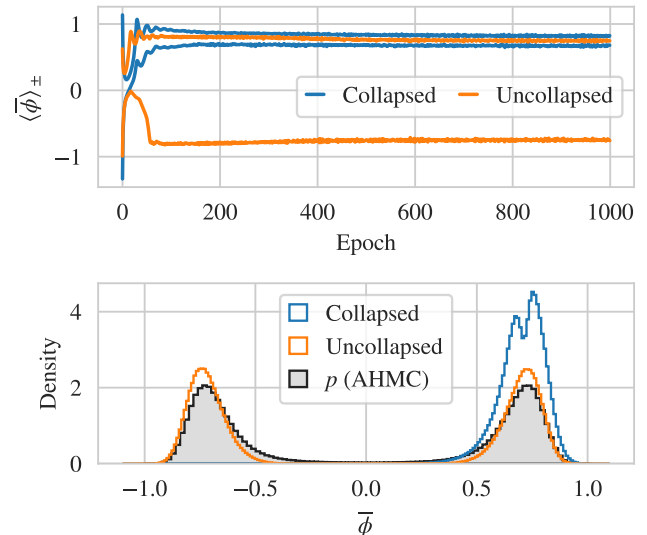 1
0
−1
⟨ϕ̅⟩±
Collapsed Uncollapsed
0 200 400 600 800 1000
Epoch
4
2
0
Density
Collapsed
Uncollapsed
p (AHMC)
−1.0 −0.5 0.0 0.5 1.0
ϕ̅